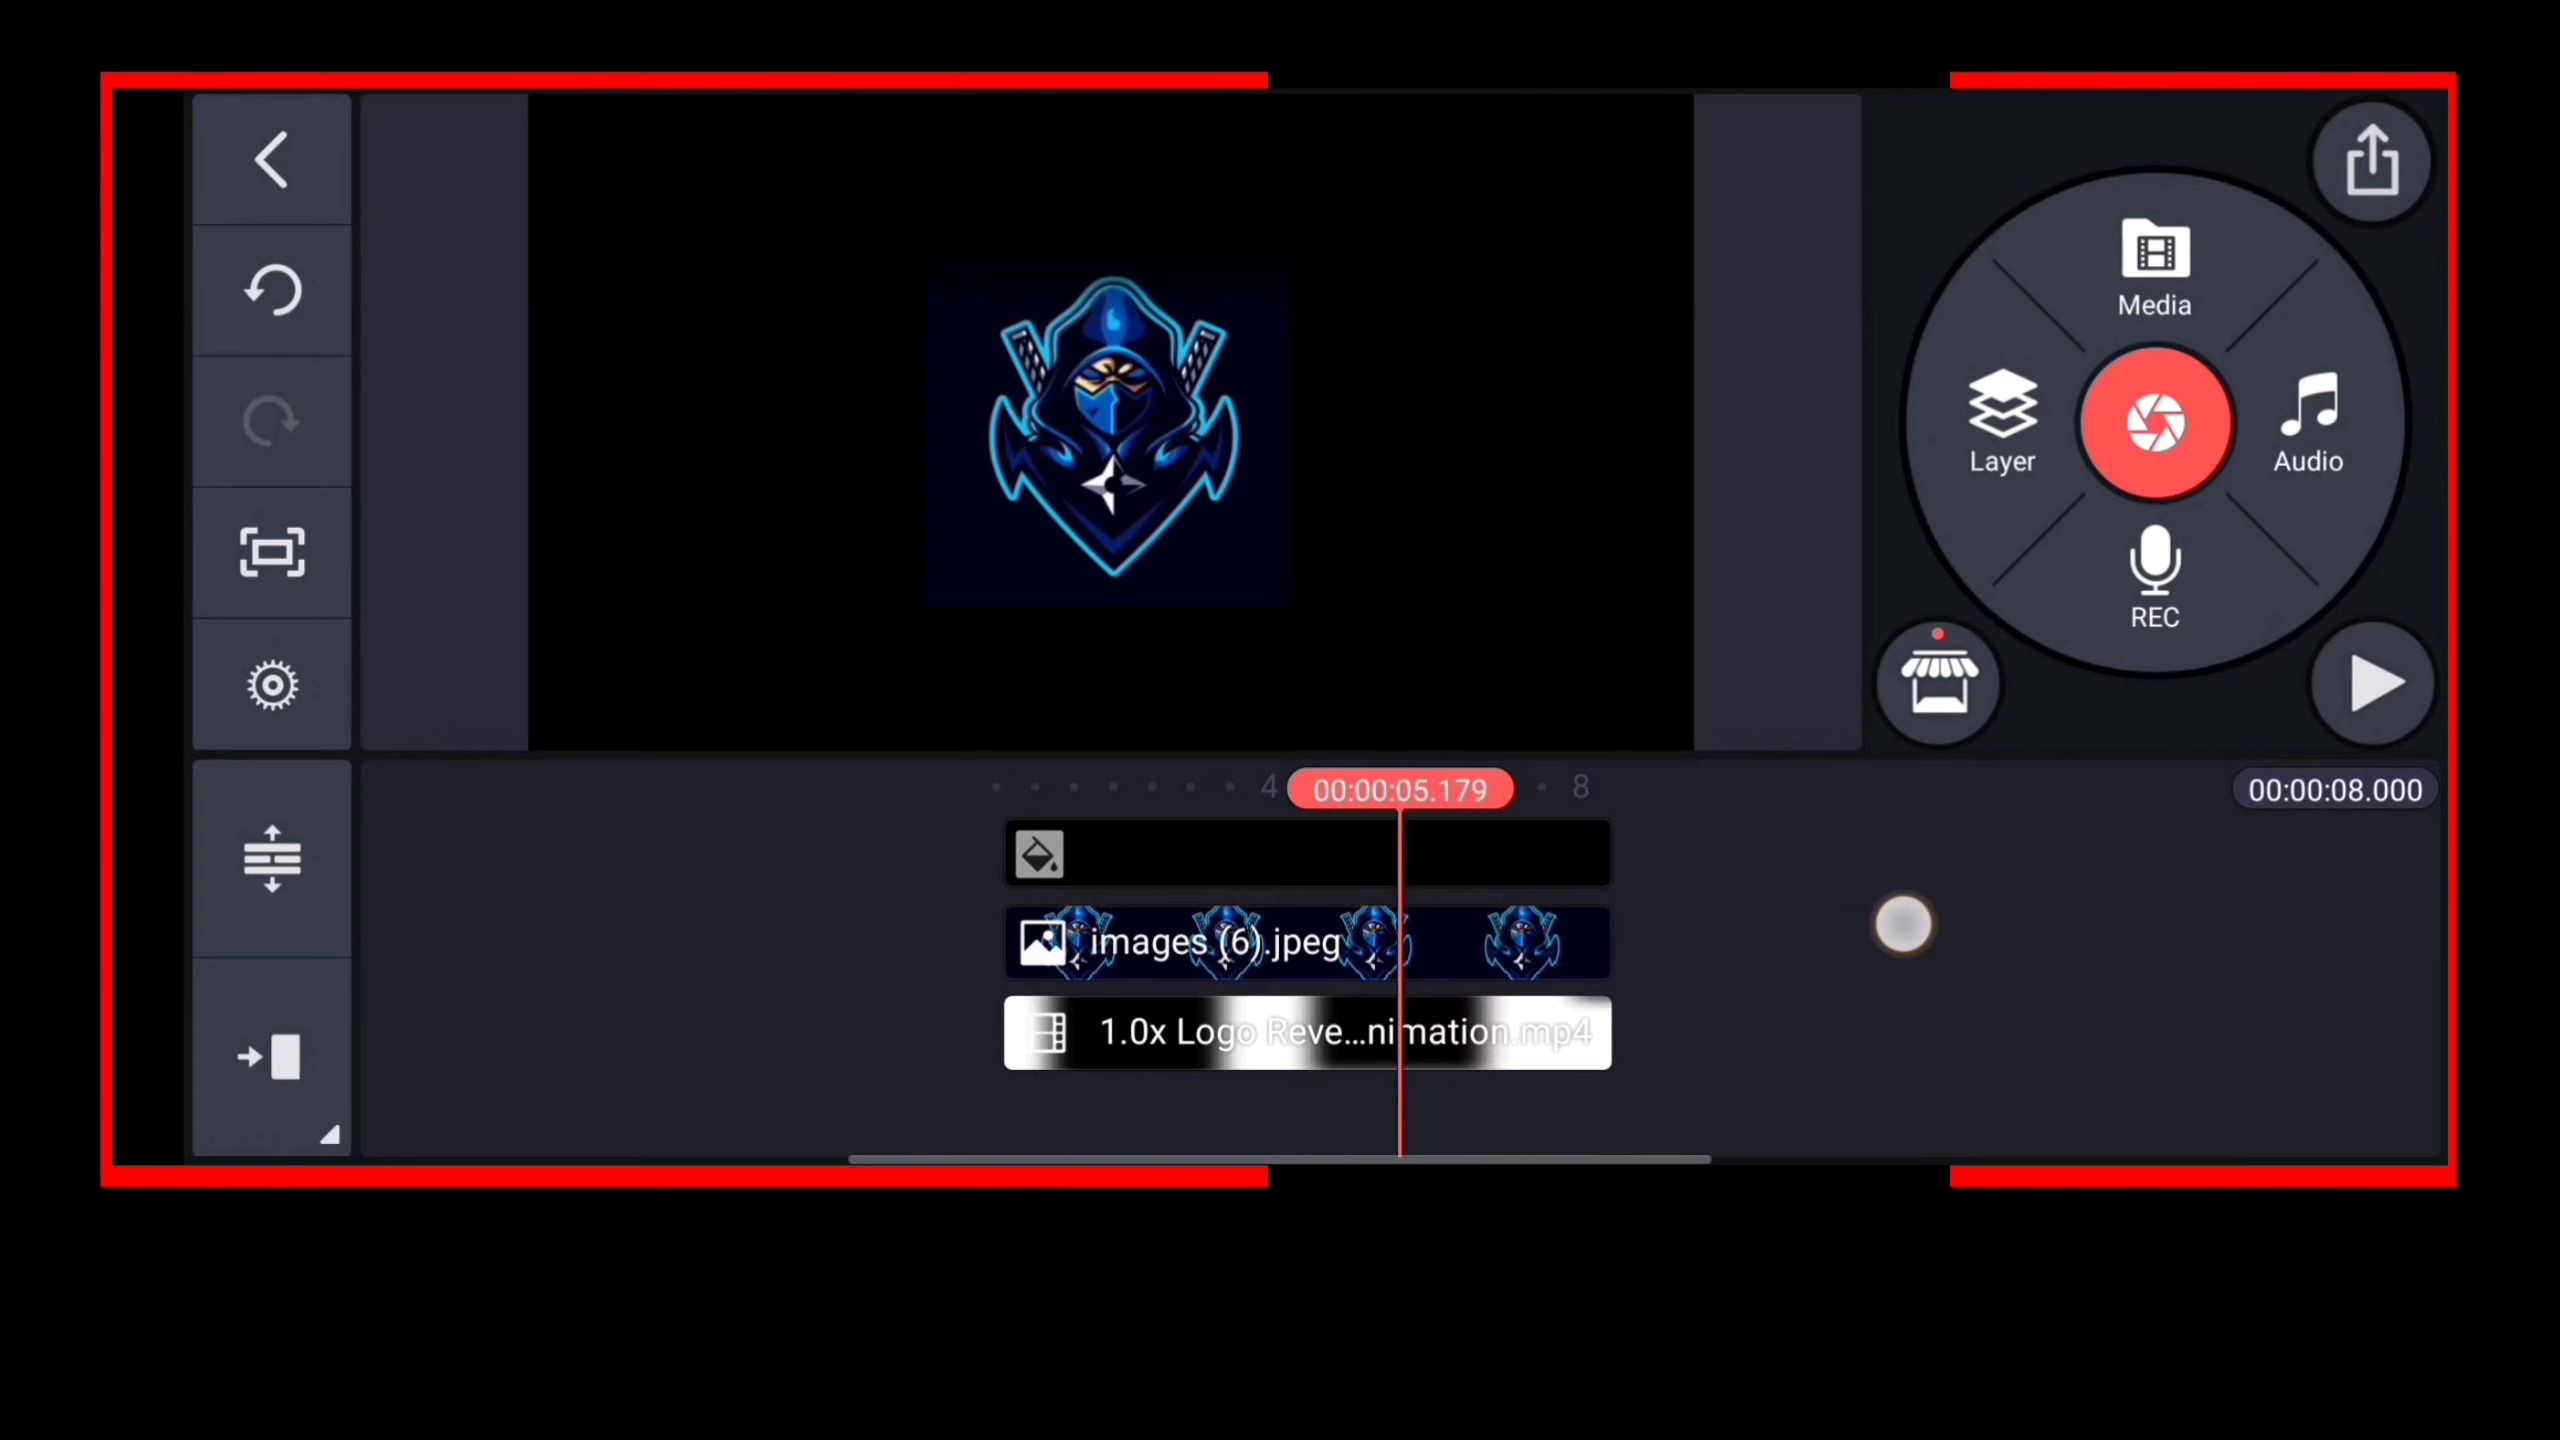 Media
Layer
Audio
REC
4
00:00:05.179
8
00:00:08.000
images (6).jpeg
1.0x Logo Reve...nimation.mp4